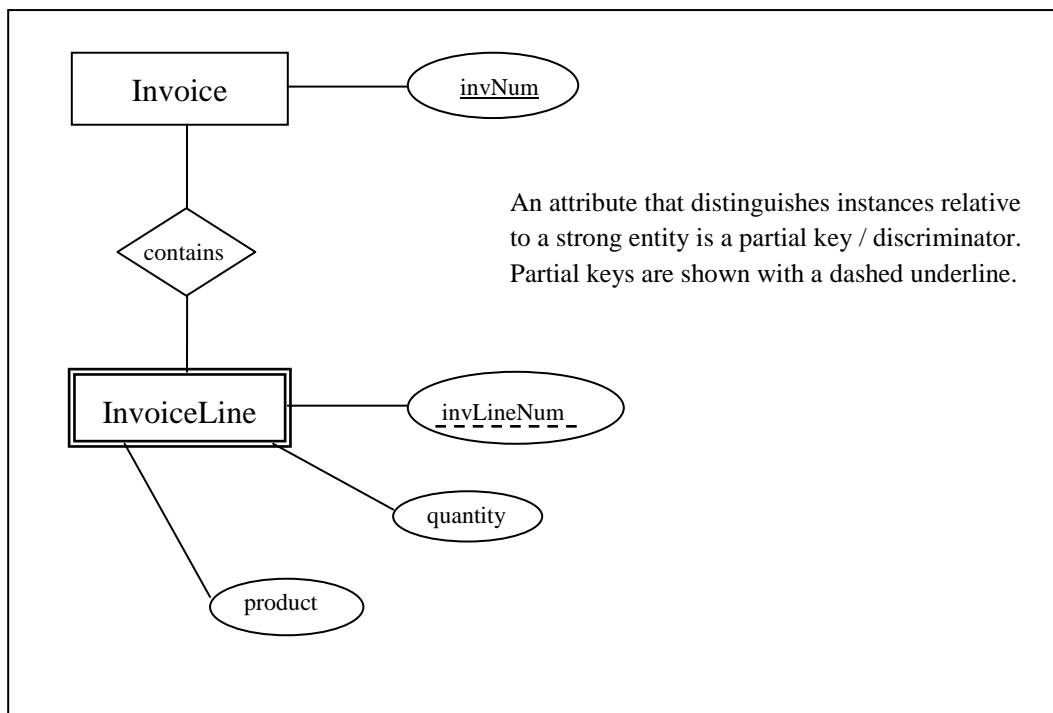 Invoice
invNum
An attribute that distinguishes instances relative
to a strong entity is a partial key / discriminator.
Partial keys are shown with a dashed underline.
contains
InvoiceLine
invLineNum
quantity
product